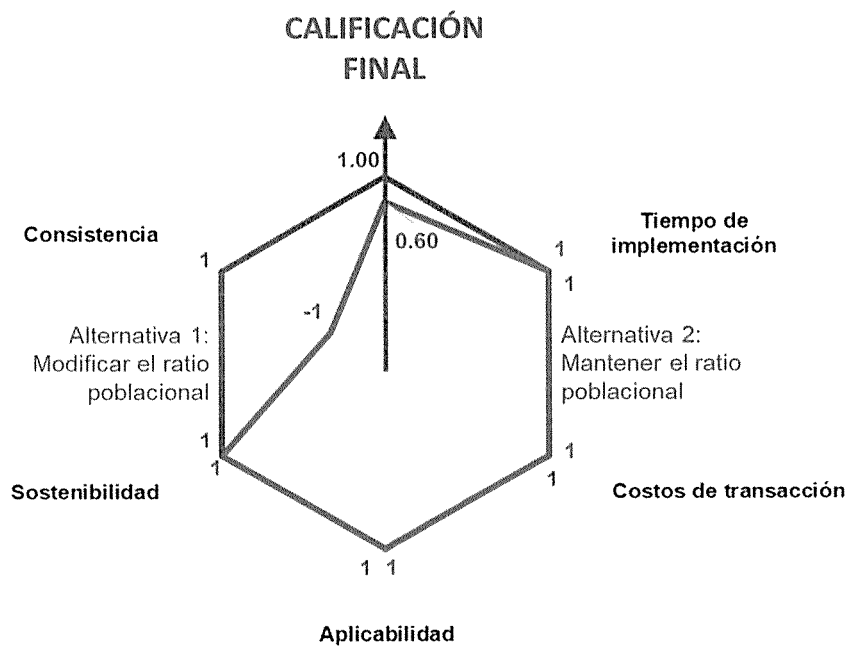 CALIFICACIÓN
FINAL
1.00
Consistencia
0.60
Tiempo de
implementación
1
1
1
-1
Alternativa 1:
Modificar el ratio
poblacional
Alternativa 2:
Mantener el ratio
poblacional
1
1
1
1
Sostenibilidad
Costos de transacción
1 1
Aplicabilidad